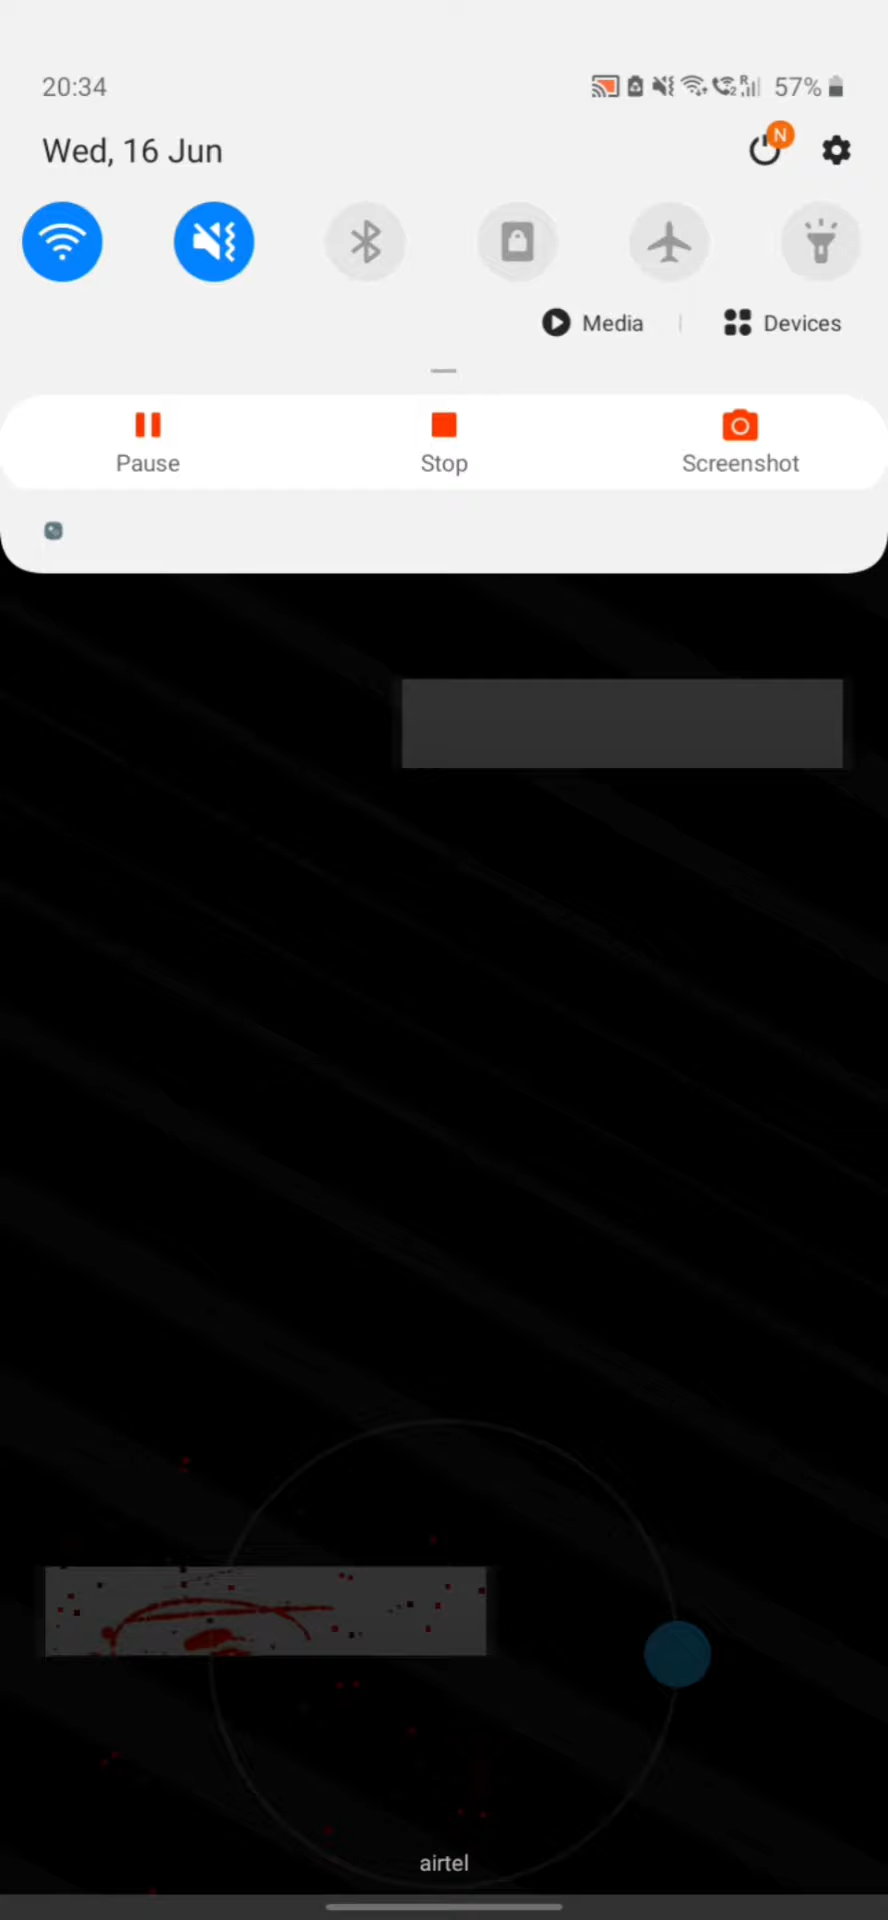 20:34
57%
Wed, 16 Jun
N
Media
Devices
Pause
Stop
Screenshot
airtel